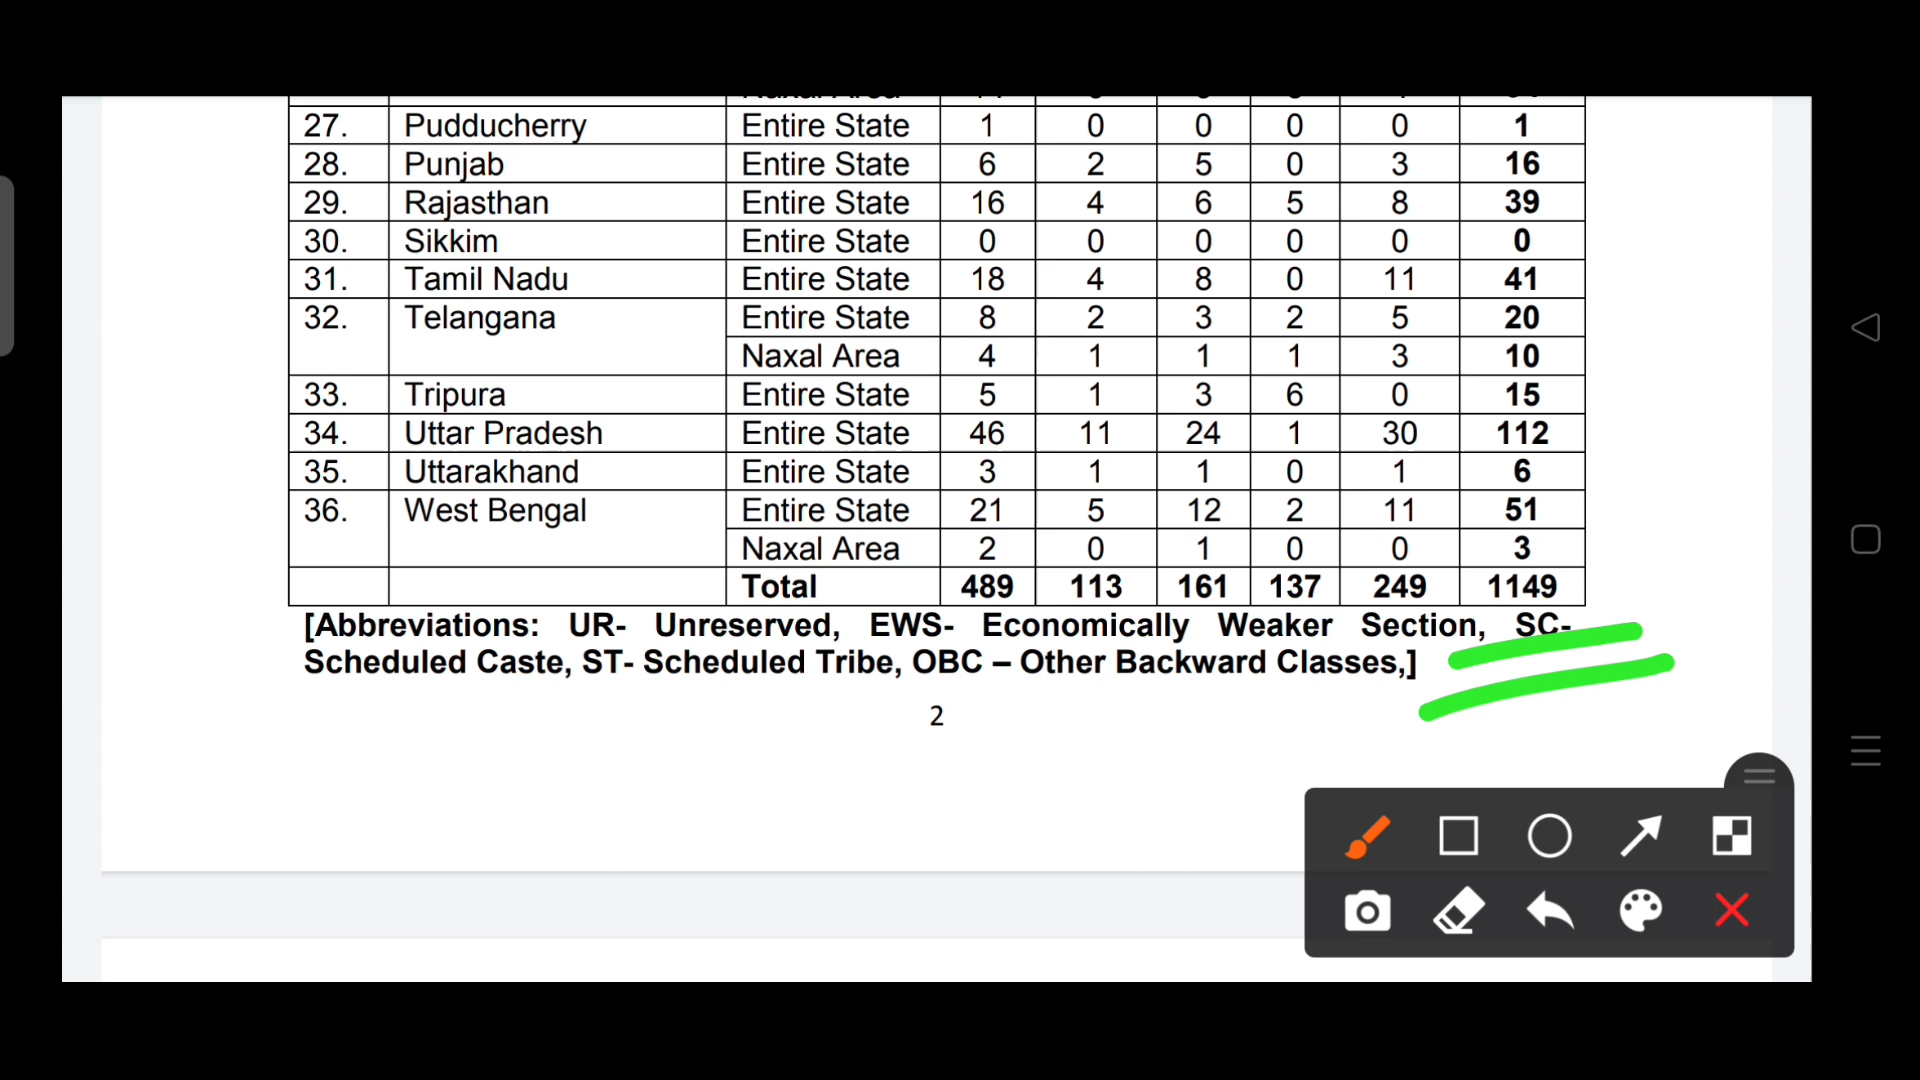 27. Pudducherry Entire State 1 0 0 0 0 1
28. Punjab Entire State 6 2 5 0 3 16
29. Rajasthan Entire State 16 4 6 5 8 39
30. Sikkim Entire State 0 0 0 0 0 0
31. Tamil Nadu Entire State 18 4 8 0 11 41
32. Telangana Entire State 8 2 3 2 5 20
Naxal Area 4 1 1 1 3 10
33. Tripura Entire State 5 1 3 6 0 15
34. Uttar Pradesh Entire State 46 11 24 1 30 112
35. Uttarakhand Entire State 3 1 1 0 1 6
36. West Bengal Entire State 21 5 12 2 11 51
Naxal Area 2 0 1 0 0 3
Total 489 113 161 137 249 1149
[Abbreviations: UR- Unreserved, EWS- Economically Weaker Section, SC-
Scheduled Caste, ST- Scheduled Tribe, OBC – Other Backward Classes,]
2